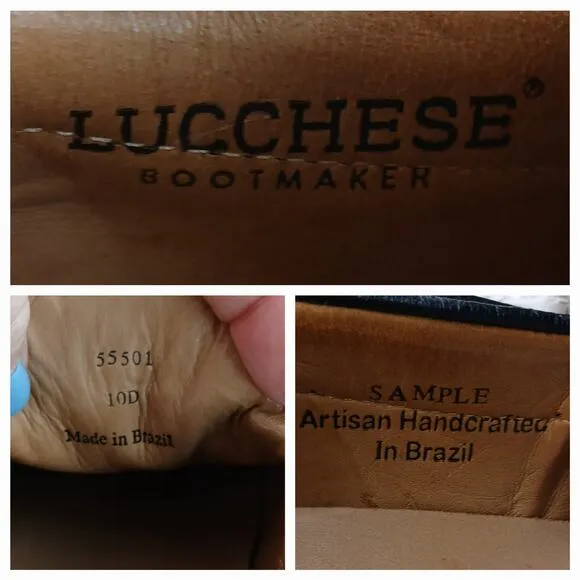 LUCCHESE®
BOOTMAKER
55501
10D
Made in Brazil
SAMPLE
Artisan Handcrafted
In Brazil